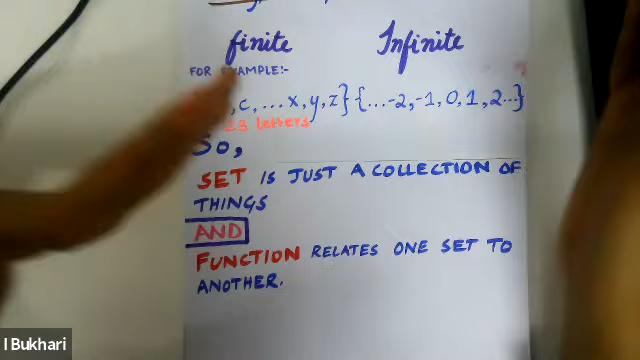 finite Infinite
FOR EXAMPLE:-
, c, ... x, y, z} {...-2, -1, 0, 1, 2...}
23 letters
So,
SET IS JUST A COLLECTION OF
THINGS
AND
FUNCTION RELATES ONE SET TO
ANOTHER.
I Bukhari